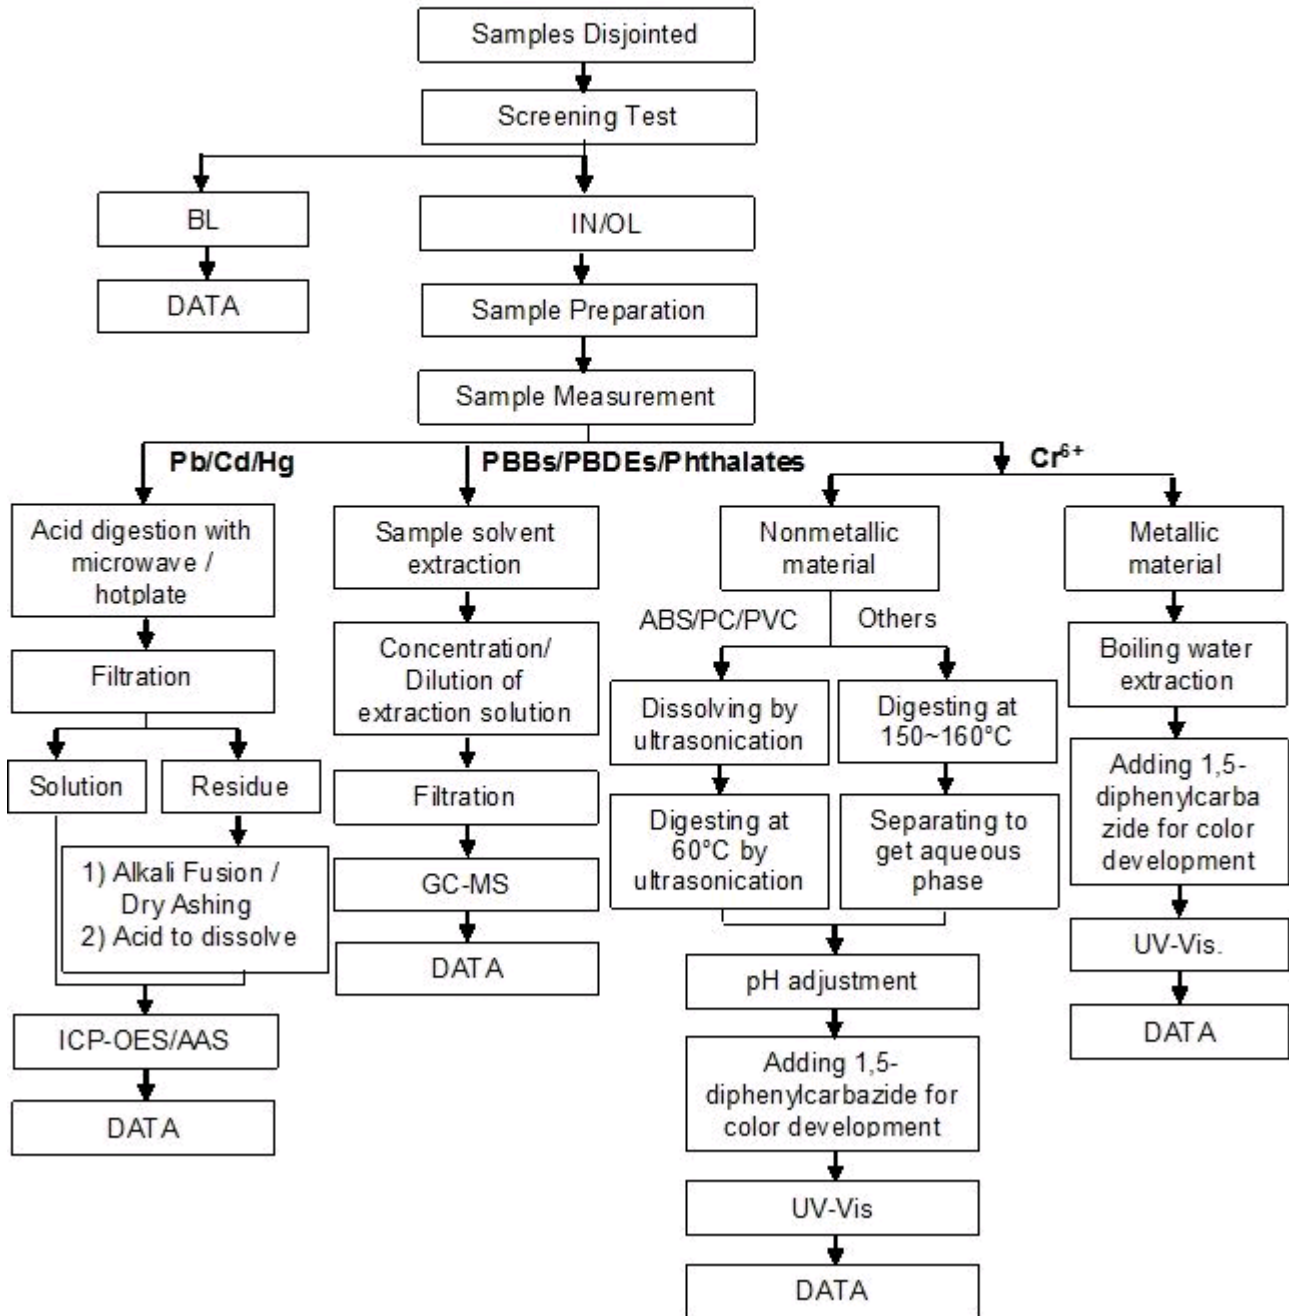 Samples Disjointed
Screening Test
BL
IN/OL
DATA
Sample Preparation
Sample Measurement
Pb/Cd/Hg
PBBs/PBDEs/Phthalates
Cr⁶⁺
Acid digestion with
microwave /
hotplate
Filtration
Solution
Residue
1) Alkali Fusion /
Dry Ashing
2) Acid to dissolve
ICP-OES/AAS
DATA
Sample solvent
extraction
Concentration/
Dilution of
extraction solution
Filtration
GC-MS
DATA
Nonmetallic
material
ABS/PC/PVC
Others
Dissolving by
ultrasonication
Digesting at
60°C by
ultrasonication
Digesting at
150~160°C
Separating to
get aqueous
phase
pH adjustment
Adding 1,5-
diphenylcarbazide for
color development
UV-Vis
DATA
Metallic
material
Boiling water
extraction
Adding 1,5-
diphenylcarba
zide for color
development
UV-Vis.
DATA